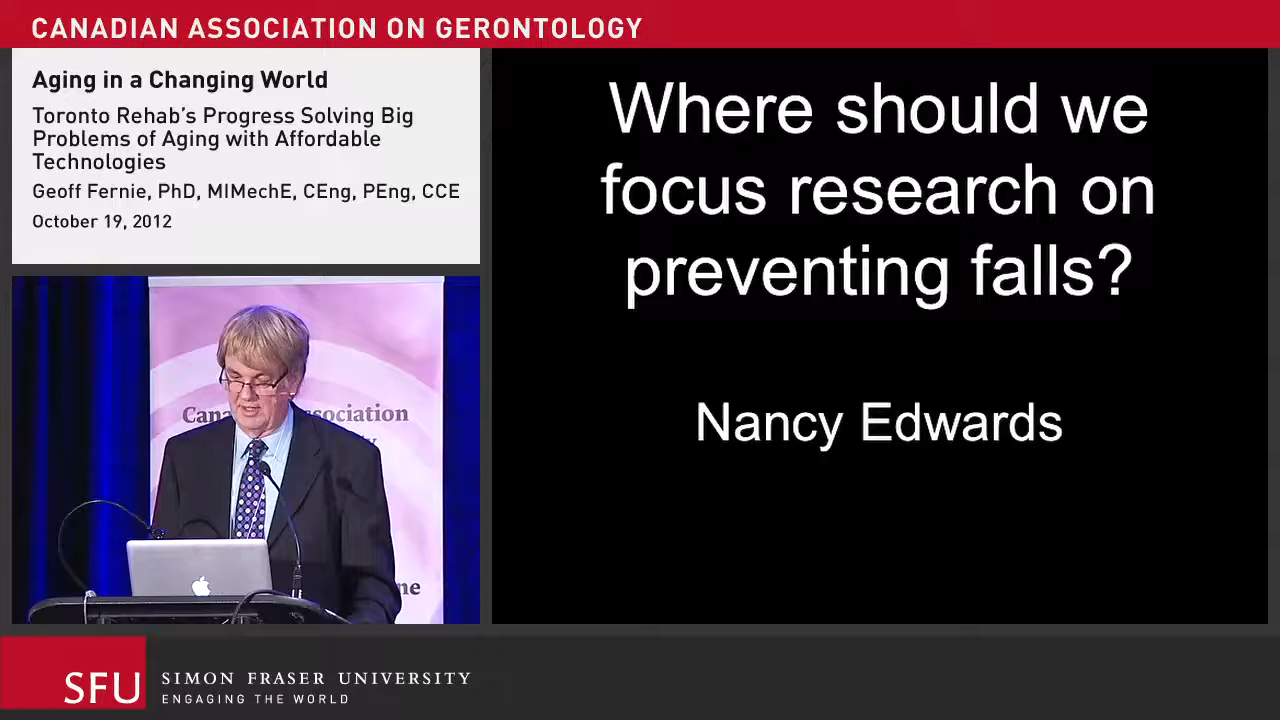 CANADIAN ASSOCIATION ON GERONTOLOGY
Aging in a Changing World
Toronto Rehab's Progress Solving Big
Problems of Aging with Affordable
Technologies
Geoff Fernie, PhD, MIMechE, CEng, PEng, CCE
October 19, 2012
Where should we
focus research on
preventing falls?
Nancy Edwards
SFU
SIMON FRASER UNIVERSITY
ENGAGING THE WORLD